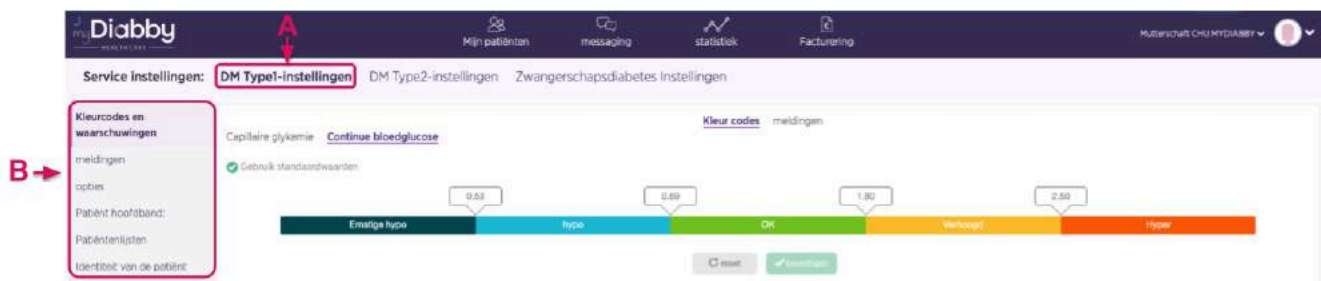 myDiabby
HEALTHCARE
A
Mijn patiënten
messaging
statistiek
Facturering
Mutterschaft CHU MYDIABBY
Service instellingen: DM Type1-instellingen DM Type2-instellingen Zwangerschapsdiabetes Instellingen
B
Kleurcodes en
waarschuwingen
meldingen
opties
Patiënt hoofdband:
Patiëntenlijsten
Identiteit van de patiënt
Kleur codes meldingen
Capillaire glykemie Continue bloedglucose
Gebruik standaardwaarden
0.53 0.69 1.80 2.50
Ernstige hypo hypo OK Verhoogd Hyper
reset bevestigen